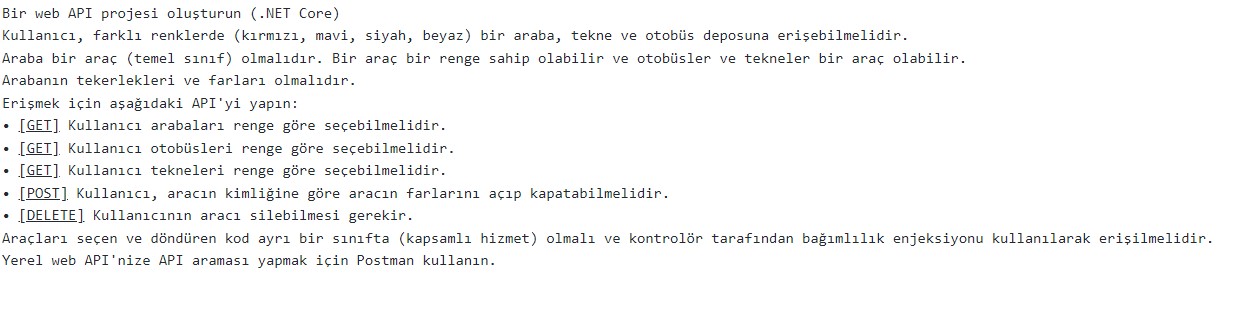 Bir web API projesi oluşturun (.NET Core)
Kullanıcı, farklı renklerde (kırmızı, mavi, siyah, beyaz) bir araba, tekne ve otobüs deposuna erişebilmelidir.
Araba bir araç (temel sınıf) olmalıdır. Bir araç bir renge sahip olabilir ve otobüsler ve tekneler bir araç olabilir.
Arabanın tekerlekleri ve farları olmalıdır.
Erişmek için aşağıdaki API'yi yapın:
• [GET] Kullanıcı arabaları renge göre seçebilmelidir.
• [GET] Kullanıcı otobüsleri renge göre seçebilmelidir.
• [GET] Kullanıcı tekneleri renge göre seçebilmelidir.
• [POST] Kullanıcı, aracın kimliğine göre aracın farlarını açıp kapatabilmelidir.
• [DELETE] Kullanıcının aracı silebilmesi gerekir.
Araçları seçen ve döndüren kod ayrı bir sınıfta (kapsamlı hizmet) olmalı ve kontrolör tarafından bağımlılık enjeksiyonu kullanılarak erişilmelidir.
Yerel web API'nize API araması yapmak için Postman kullanın.